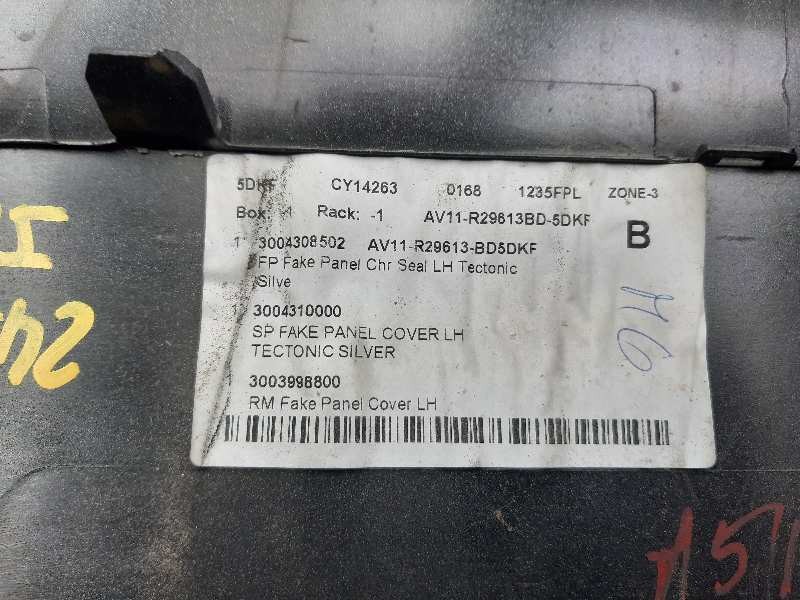 5DKF CY14263 0168 1235FPL ZONE-3
Box: -1 Rack: -1 AV11-R29613BD-5DKF
1 3004308502 AV11-R29613-BD5DKF B
FP Fake Panel Chr Seal LH Tectonic
Silve
1 3004310000
SP FAKE PANEL COVER LH
TECTONIC SILVER
1 3003998800
RM Fake Panel Cover LH
A51